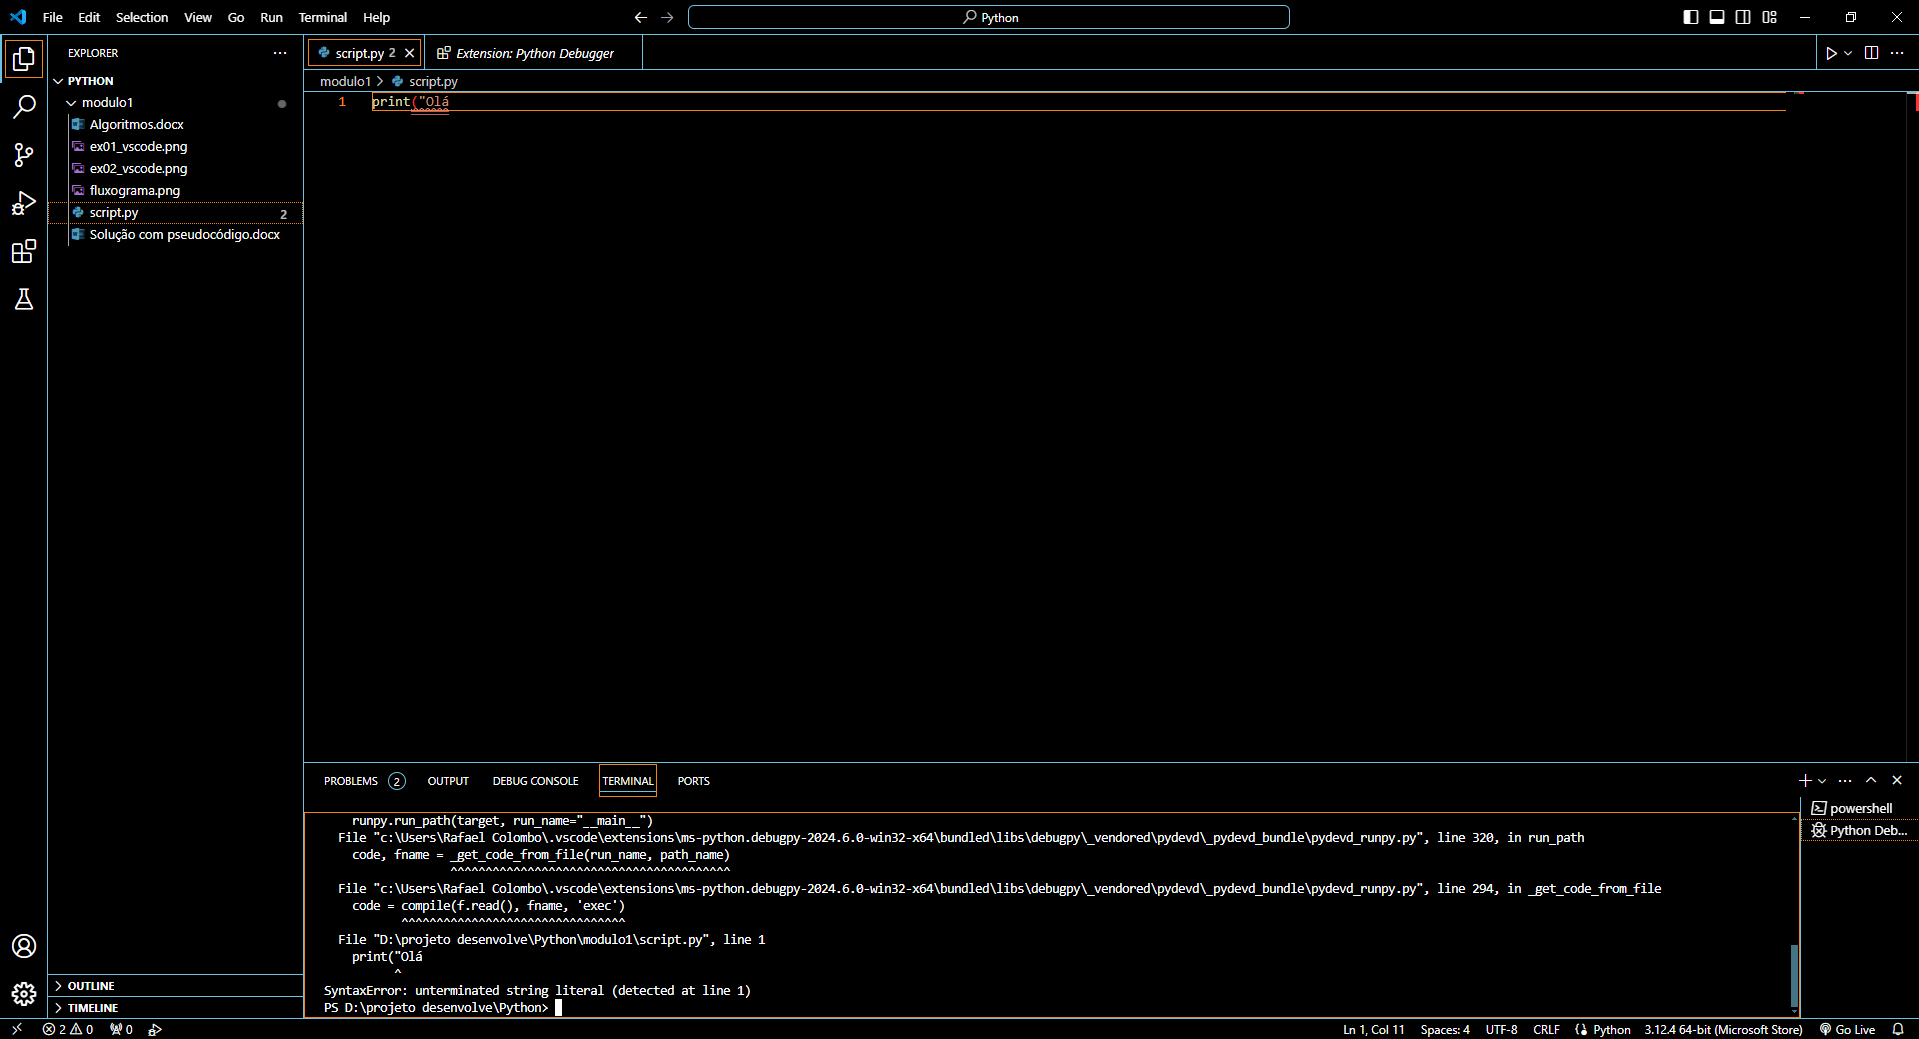 File Edit Selection View Go Run Terminal Help
Python
EXPLORER
PYTHON
modulo1
Algoritmos.docx
ex01_vscode.png
ex02_vscode.png
fluxograma.png
script.py 2
Solução com pseudocódigo.docx
OUTLINE
TIMELINE
script.py 2
Extension: Python Debugger
modulo1 > script.py
1 print("Olá
PROBLEMS 2 OUTPUT DEBUG CONSOLE TERMINAL PORTS
powershell
Python Deb...
runpy.run_path(target, run_name="__main__")
File "c:\Users\Rafael Colombo\.vscode\extensions\ms-python.debugpy-2024.6.0-win32-x64\bundled\libs\debugpy\_vendored\pydevd\_pydevd_bundle\pydevd_runpy.py", line 320, in run_path
code, fname = _get_code_from_file(run_name, path_name)
^^^^^^^^^^^^^^^^^^^^^^^^^^^^^^^^^^^^^^^^
File "c:\Users\Rafael Colombo\.vscode\extensions\ms-python.debugpy-2024.6.0-win32-x64\bundled\libs\debugpy\_vendored\pydevd\_pydevd_bundle\pydevd_runpy.py", line 294, in _get_code_from_file
code = compile(f.read(), fname, 'exec')
^^^^^^^^^^^^^^^^^^^^^^^^^^^^^^^^
File "D:\projeto desenvolve\Python\modulo1\script.py", line 1
print("Olá
^
SyntaxError: unterminated string literal (detected at line 1)
PS D:\projeto desenvolve\Python>
2 0 0
Ln 1, Col 11 Spaces: 4 UTF-8 CRLF Python 3.12.4 64-bit (Microsoft Store) Go Live